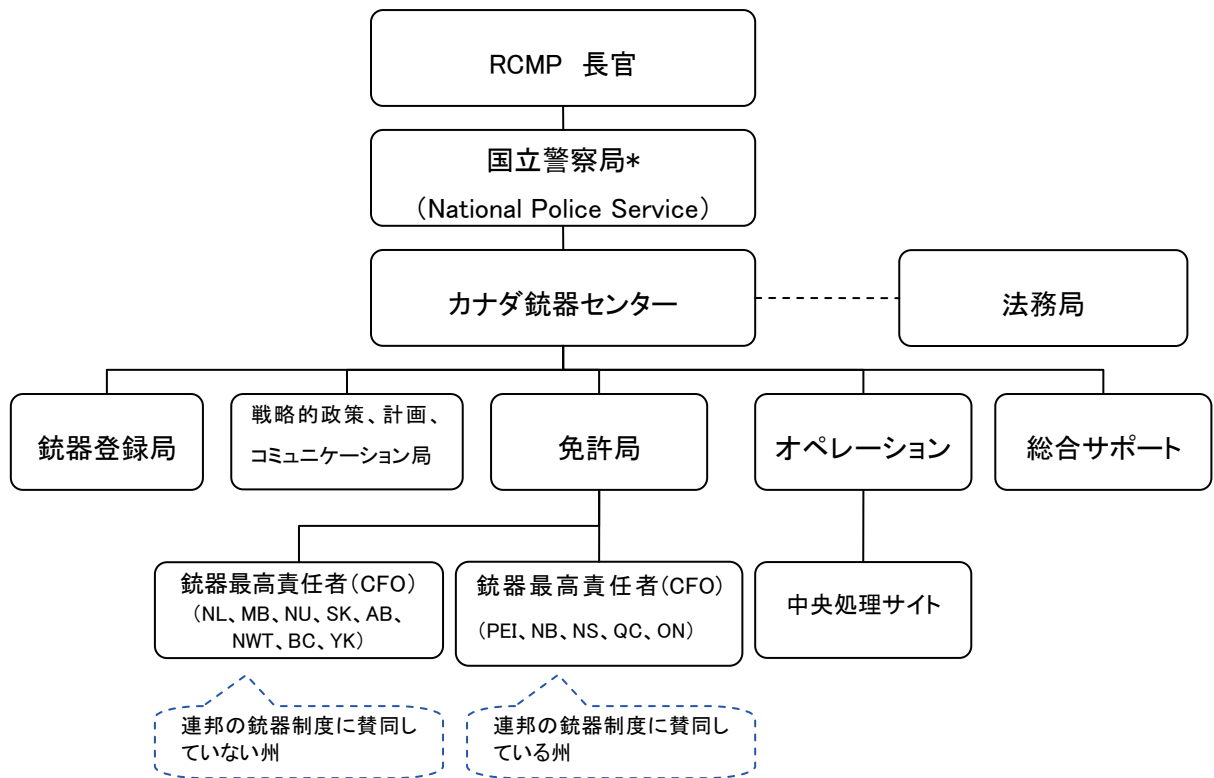 RCMP 長官
国立警察局*
(National Police Service)
カナダ銃器センター
法務局
銃器登録局
戦略的政策、計画、
コミュニケーション局
免許局
オペレーション
総合サポート
銃器最高責任者(CFO)
(NL、MB、NU、SK、AB、
NWT、BC、YK)
銃器最高責任者(CFO)
(PEI、NB、NS、QC、ON)
中央処理サイト
連邦の銃器制度に賛同し
ていない州
連邦の銃器制度に賛同し
ている州